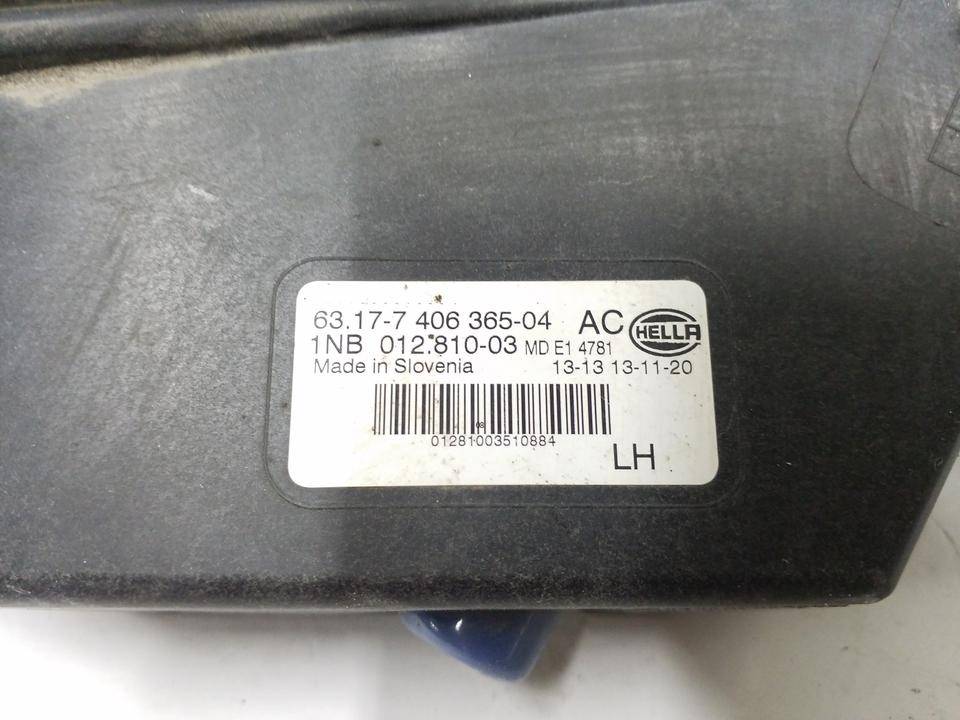 63.17-7 406 365-04 AC HELLA
1NB 012.810-03 MD E1 4781
Made in Slovenia 13-13 13-11-20
01281003510884
LH